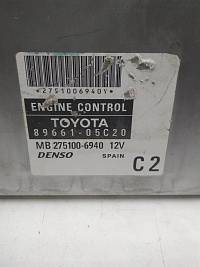 *2751006940Y*
ENGINE CONTROL
TOYOTA
89661-05C20
MB 275100-6940 12V
DENSO SPAIN C2